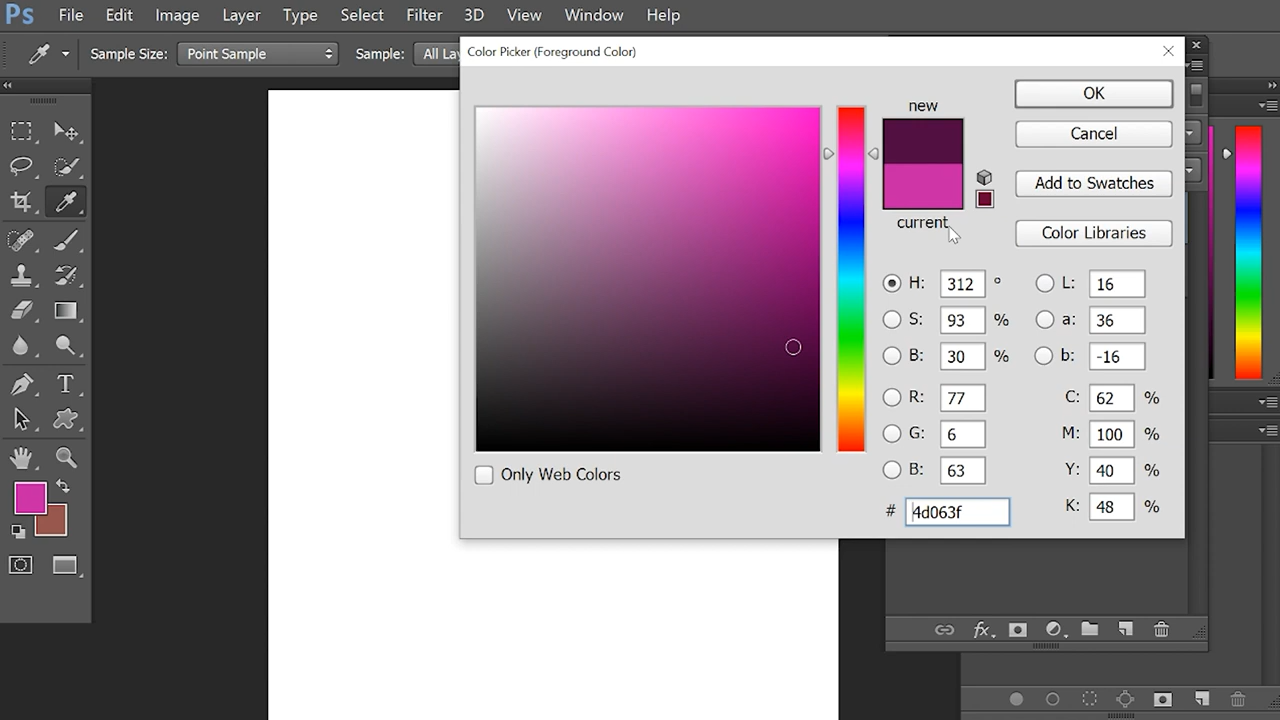 Ps File Edit Image Layer Type Select Filter 3D View Window Help
Sample Size: Point Sample Sample: All
Color Picker (Foreground Color)
new
OK
Cancel
Add to Swatches
current
Color Libraries
H: 312 ° L: 16
S: 93 % a: 36
B: 30 % b: -16
R: 77 C: 62 %
G: 6 M: 100 %
B: 63 Y: 40 %
Only Web Colors
# 4d063f K: 48 %
T
fx